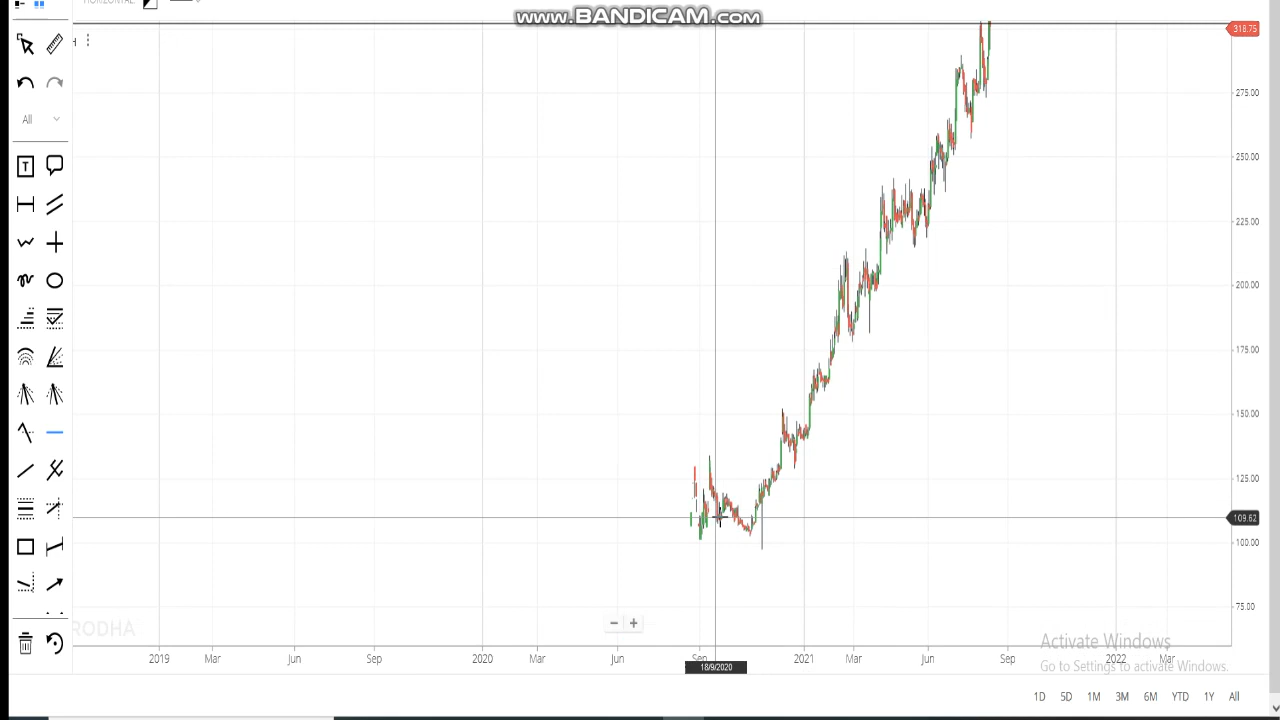 HORIZONTAL
www.BANDICAM.com
H
318.75
All
275.00
250.00
225.00
200.00
175.00
150.00
125.00
109.62
100.00
75.00
RODHA
Activate Windows
Go to Settings to activate Windows.
2019 Mar Jun Sep 2020 Mar Jun Sep 2021 Mar Jun Sep 2022 Mar
18/9/2020
1D 5D 1M 3M 6M YTD 1Y All